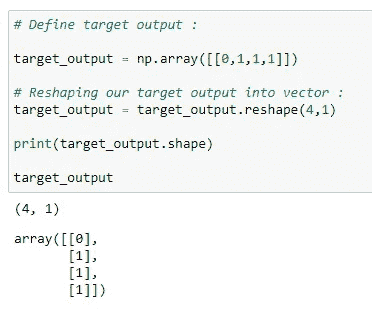 # Define target output :
target_output = np.array([[0,1,1,1]])
# Reshaping our target output into vector :
target_output = target_output.reshape(4,1)
print(target_output.shape)
target_output
(4, 1)
array([[0],
       [1],
       [1],
       [1]])